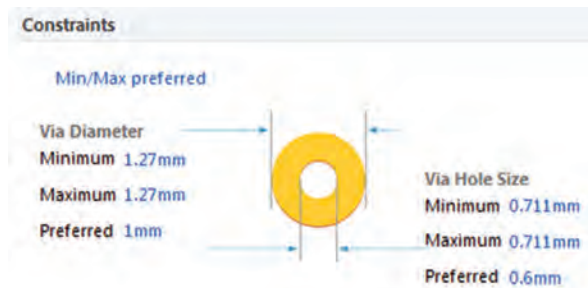 Constraints
Min/Max preferred
Via Diameter
Minimum 1.27mm
Maximum 1.27mm
Preferred 1mm
Via Hole Size
Minimum 0.711mm
Maximum 0.711mm
Preferred 0.6mm